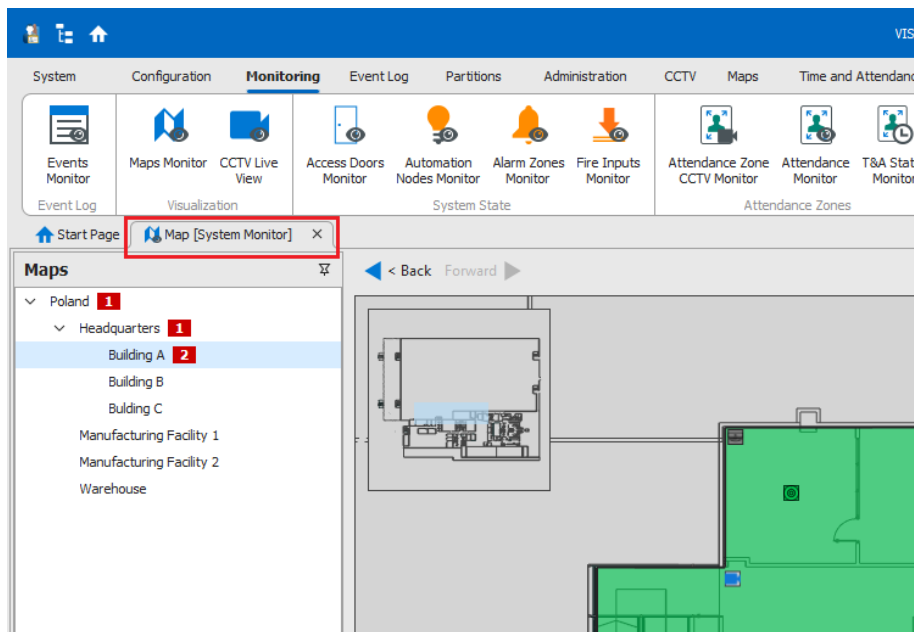 VIS
System Configuration Monitoring Event Log Partitions Administration CCTV Maps Time and Attendanc
Events Monitor
Maps Monitor
CCTV Live View
Access Doors Monitor
Automation Nodes Monitor
Alarm Zones Monitor
Fire Inputs Monitor
Attendance Zone CCTV Monitor
Attendance Monitor
T&A Stat Monitor
Event Log Visualization System State Attendance Zones
Start Page Map [System Monitor]
Maps
< Back Forward
Poland 1
Headquarters 1
Building A 2
Building B
Bulding C
Manufacturing Facility 1
Manufacturing Facility 2
Warehouse